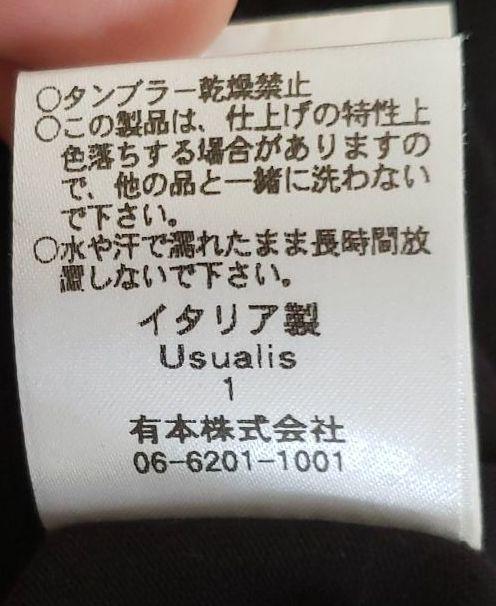 ○タンブラー乾燥禁止
○この製品は、仕上げの特性上
色落ちする場合がありますの
で、他の品と一緒に洗わない
で下さい。
○水や汗で濡れたまま長時間放
置しないで下さい。
イタリア製
Usualis
1
有本株式会社
06-6201-1001